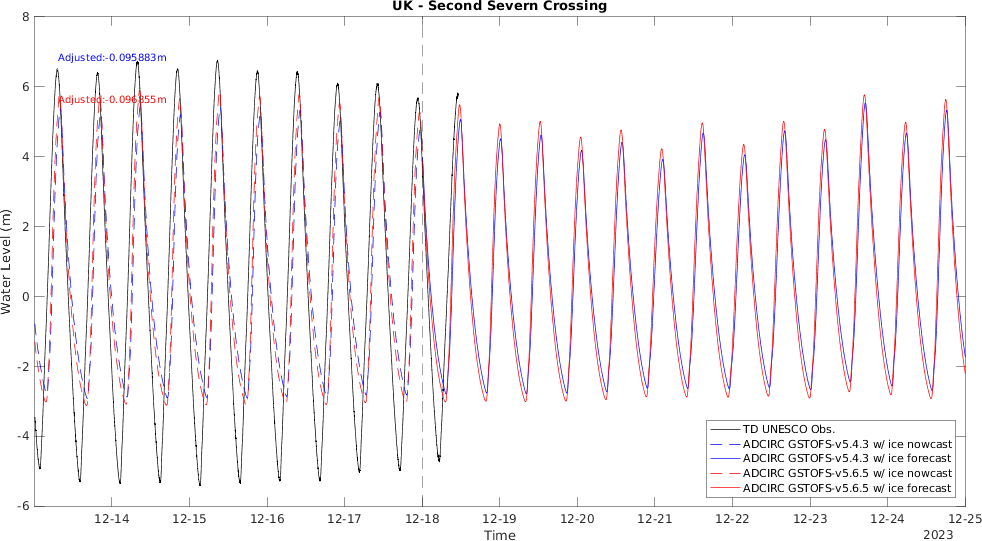 UK - Second Severn Crossing
8
6
4
2
0
-2
-4
-6
Water Level (m)
Adjusted:-0.095883m
Adjusted:-0.096855m
TD UNESCO Obs.
ADCIRC GSTOFS-v5.4.3 w/ ice nowcast
ADCIRC GSTOFS-v5.4.3 w/ ice forecast
ADCIRC GSTOFS-v5.6.5 w/ ice nowcast
ADCIRC GSTOFS-v5.6.5 w/ ice forecast
12-14 12-15 12-16 12-17 12-18 12-19 12-20 12-21 12-22 12-23 12-24 12-25
Time
2023